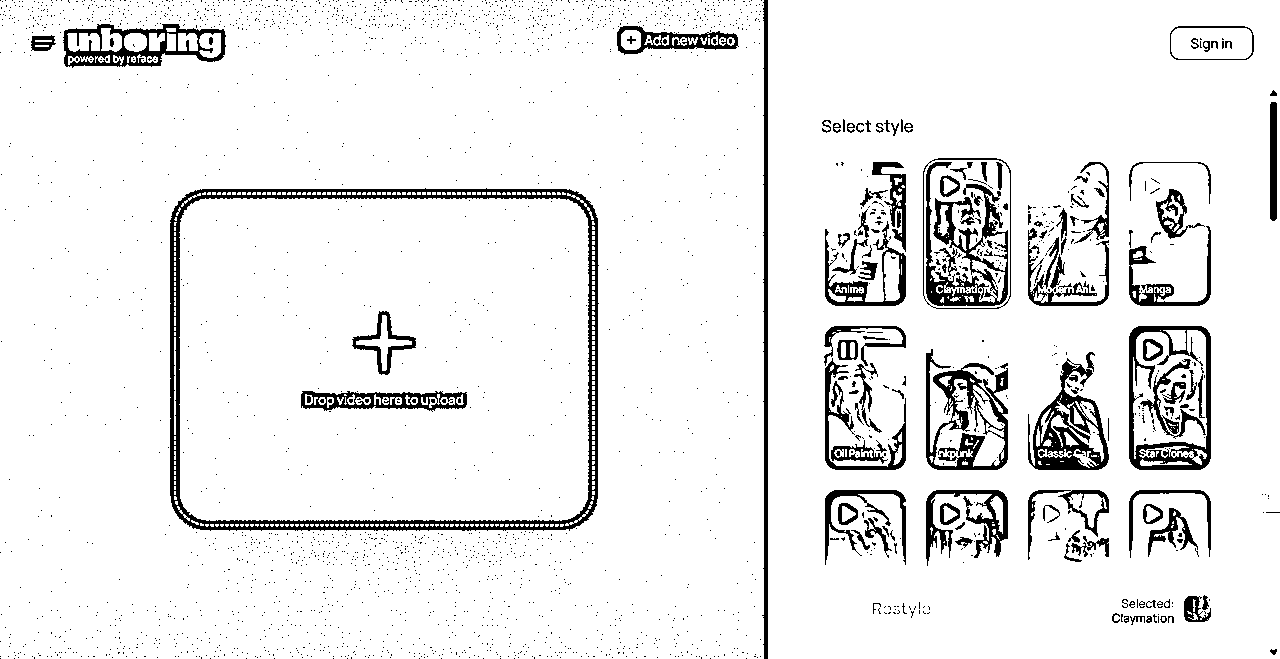 unboring
powered by reface
Add new video
Sign in
Select style
Anime
Claymation
Modern Ani...
Manga
Drop video here to upload
Oil Painting
Inkpunk
Classic Car...
Star Clones
Restyle
Selected:
Claymation